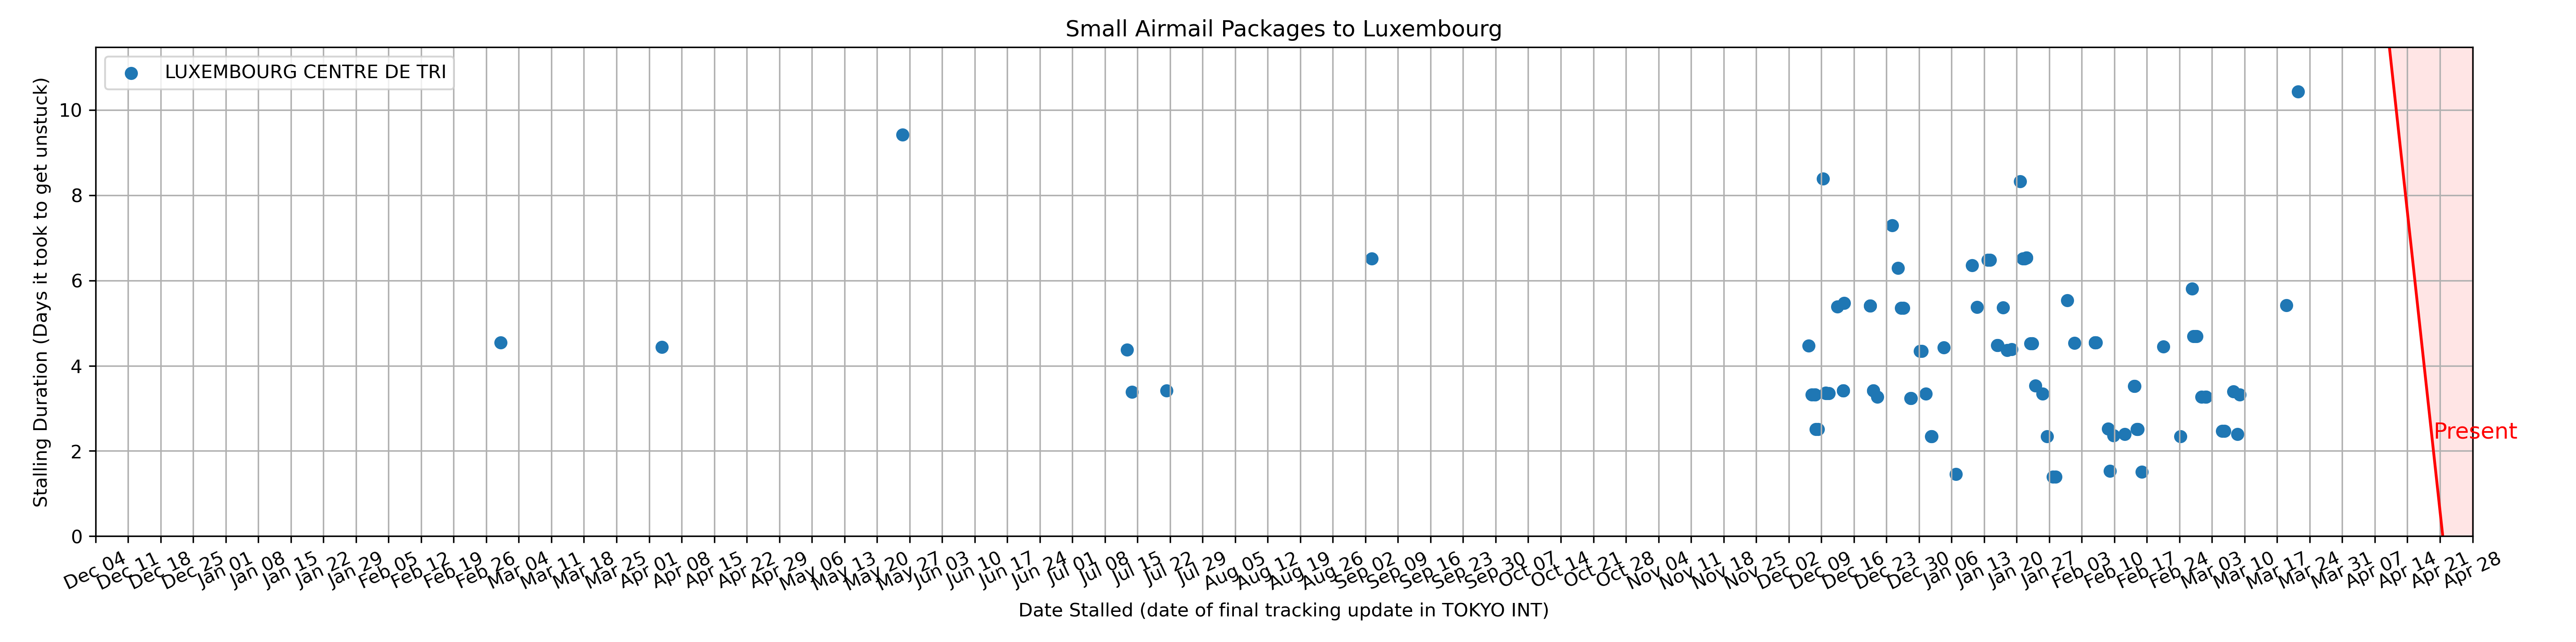 Small Airmail Packages to Luxembourg
LUXEMBOURG CENTRE DE TRI
Stalling Duration (Days it took to get unstuck)
10
8
6
4
2
0
Present
Dec 04 Dec 11 Dec 18 Dec 25 Jan 01 Jan 08 Jan 15 Jan 22 Jan 29 Feb 05 Feb 12 Feb 19 Feb 26 Mar 04 Mar 11 Mar 18 Mar 25 Apr 01 Apr 08 Apr 15 Apr 22 Apr 29 May 06 May 13 May 20 May 27 Jun 03 Jun 10 Jun 17 Jun 24 Jul 01 Jul 08 Jul 15 Jul 22 Jul 29 Aug 05 Aug 12 Aug 19 Aug 26 Sep 02 Sep 09 Sep 16 Sep 23 Sep 30 Oct 07 Oct 14 Oct 21 Oct 28 Nov 04 Nov 11 Nov 18 Nov 25 Dec 02 Dec 09 Dec 16 Dec 23 Dec 30 Jan 06 Jan 13 Jan 20 Jan 27 Feb 03 Feb 10 Feb 17 Feb 24 Mar 03 Mar 10 Mar 17 Mar 24 Mar 31 Apr 07 Apr 14 Apr 21 Apr 28
Date Stalled (date of final tracking update in TOKYO INT)